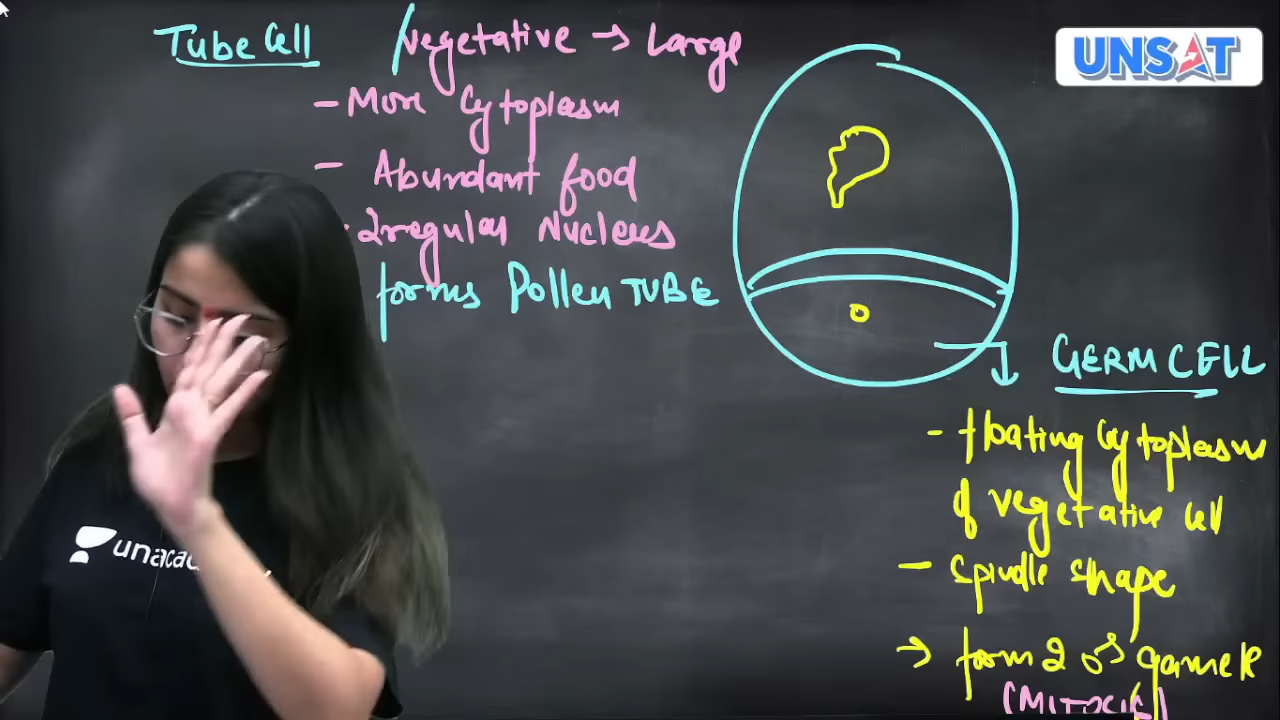 Tube Cell / Vegetative → Large
UNSAT
- More Cytoplasm
- Abundant food
- Irregular Nucleus
forms Pollen TUBE
GERM CELL
- floating Cytoplasm
of vegetative Cell
- Spindle shape
→ form 2 ♂ gamete
(MITOSIS)
unacad